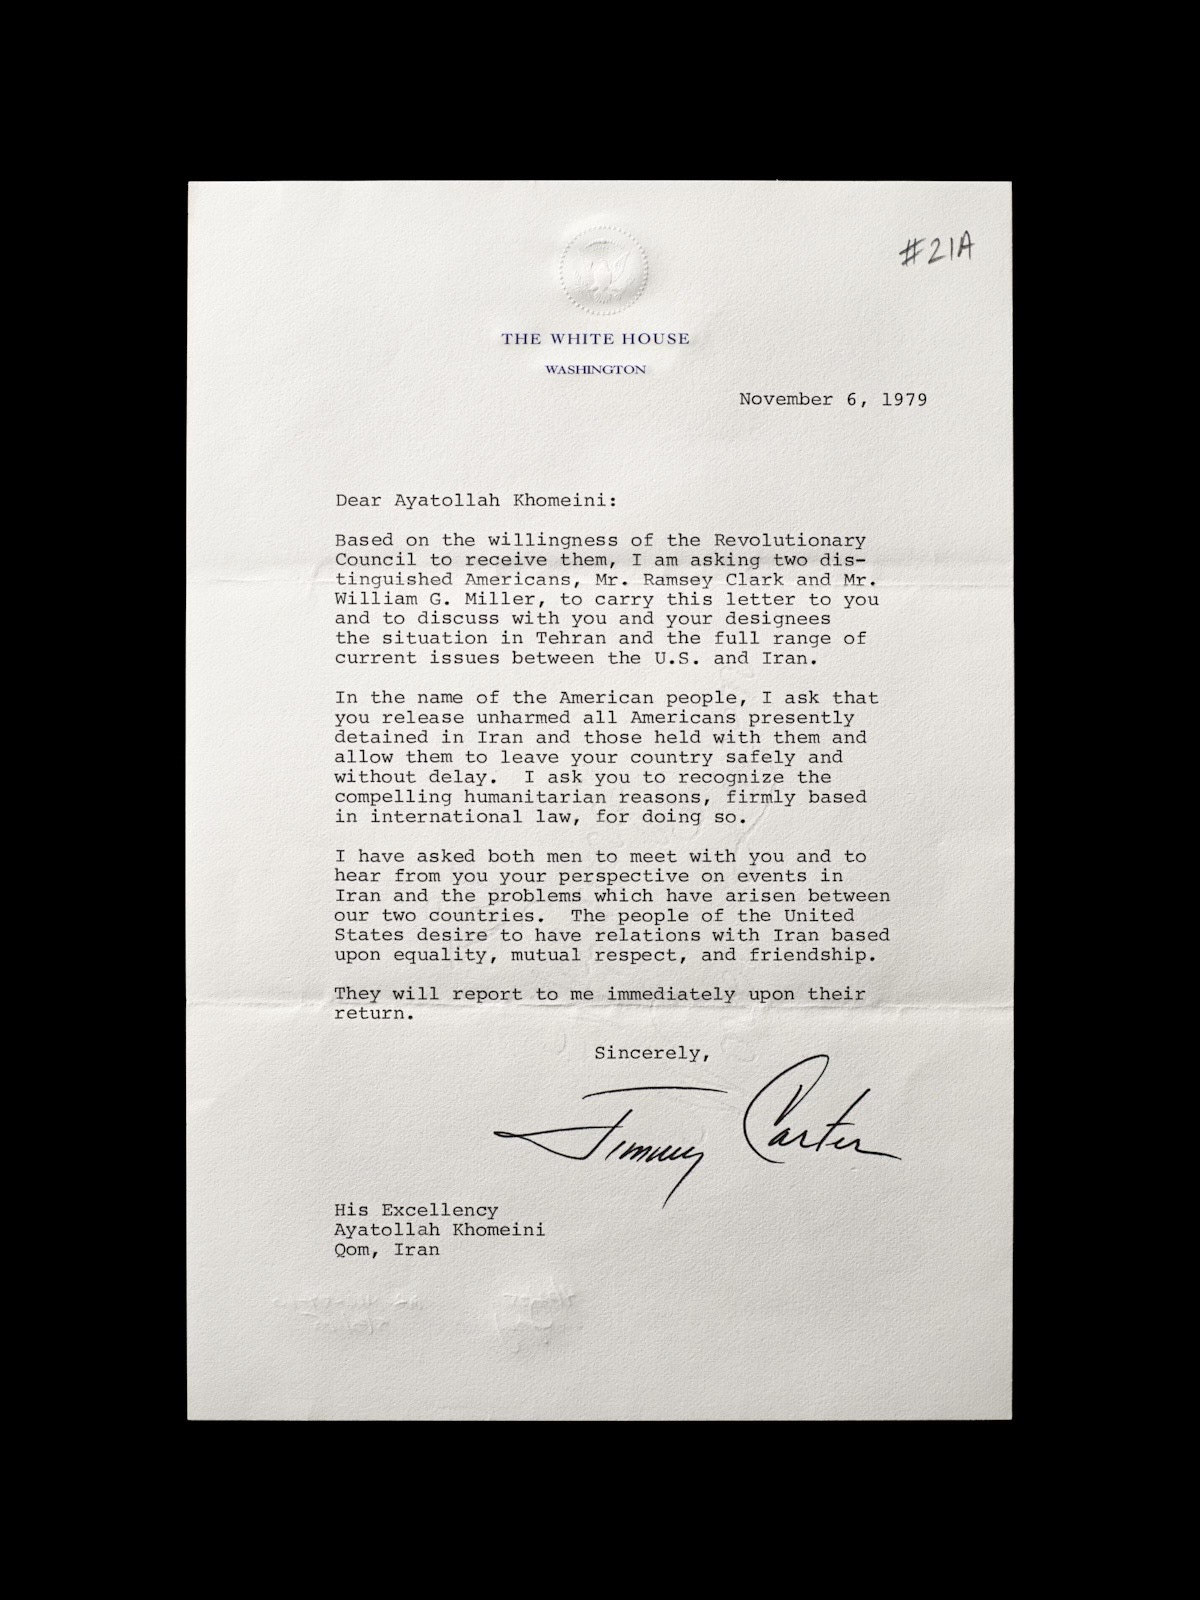 #21A
THE WHITE HOUSE
WASHINGTON
November 6, 1979
Dear Ayatollah Khomeini:
Based on the willingness of the Revolutionary
Council to receive them, I am asking two dis-
tinguished Americans, Mr. Ramsey Clark and Mr.
William G. Miller, to carry this letter to you
and to discuss with you and your designees
the situation in Tehran and the full range of
current issues between the U.S. and Iran.
In the name of the American people, I ask that
you release unharmed all Americans presently
detained in Iran and those held with them and
allow them to leave your country safely and
without delay.  I ask you to recognize the
compelling humanitarian reasons, firmly based
in international law, for doing so.
I have asked both men to meet with you and to
hear from you your perspective on events in
Iran and the problems which have arisen between
our two countries.  The people of the United
States desire to have relations with Iran based
upon equality, mutual respect, and friendship.
They will report to me immediately upon their
return.
Sincerely,
Jimmy Carter
His Excellency
Ayatollah Khomeini
Qom, Iran